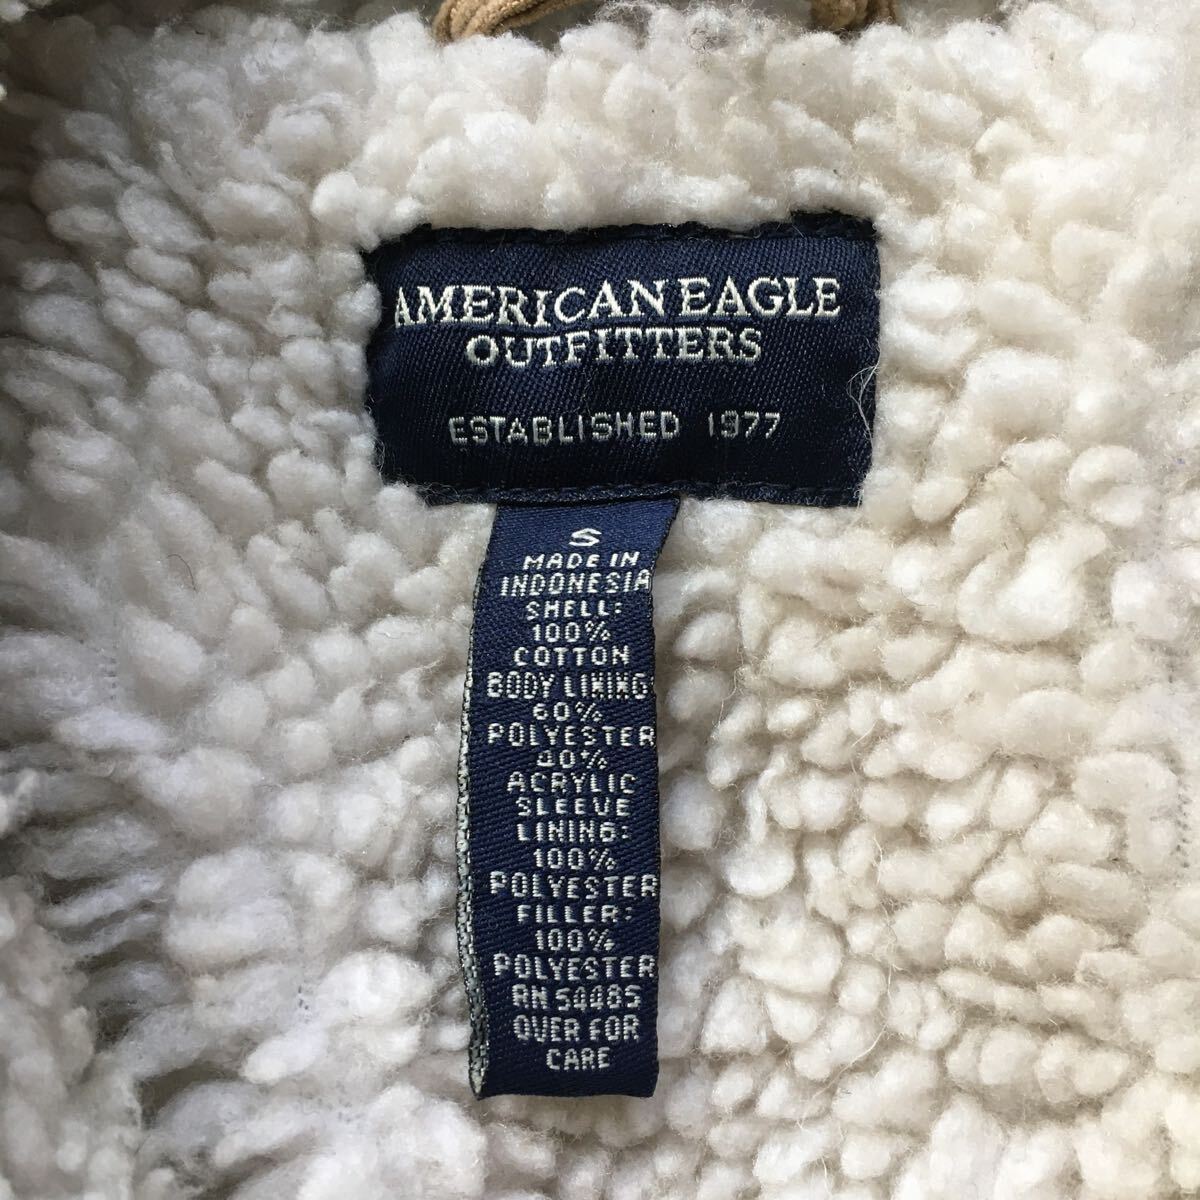 AMERICAN EAGLE
OUTFITTERS
ESTABLISHED 1977
S
MADE IN
INDONESIA
SHELL:
100%
COTTON
BODY LINING
60%
POLYESTER
40%
ACRYLIC
SLEEVE
LINING:
100%
POLYESTER
FILLER:
100%
POLYESTER
RN 54485
OVER FOR
CARE